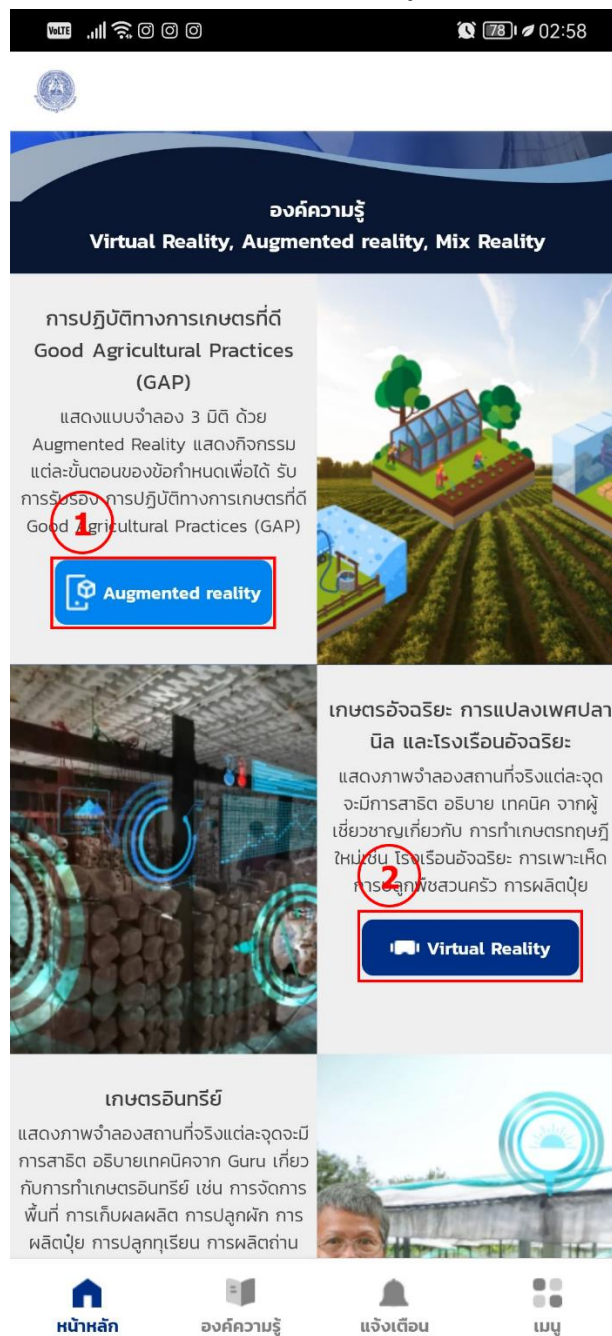 VoLTE
78 02:58
องค์ความรู้
Virtual Reality, Augmented reality, Mix Reality
การปฏิบัติทางการเกษตรที่ดี
Good Agricultural Practices
(GAP)
แสดงแบบจำลอง 3 มิติ ด้วย
Augmented Reality แสดงกิจกรรม
แต่ละขั้นตอนของข้อกำหนดเพื่อได้ รับ
การรับรอง การปฏิบัติทางการเกษตรที่ดี
Good Agricultural Practices (GAP)
1
Augmented reality
เกษตรอัจฉริยะ การแปลงเพศปลา
นิล และโรงเรือนอัจฉริยะ
แสดงภาพจำลองสถานที่จริงแต่ละจุด
จะมีการสาธิต อธิบาย เทคนิค จากผู้
เชี่ยวชาญเกี่ยวกับ การทำเกษตรทฤษฎี
ใหม่เช่น โรงเรือนอัจฉริยะ การเพาะเห็ด
การปลูกพืชสวนครัว การผลิตปุ๋ย
2
Virtual Reality
เกษตรอินทรีย์
แสดงภาพจำลองสถานที่จริงแต่ละจุดจะมี
การสาธิต อธิบายเทคนิคจาก Guru เกี่ยว
กับการทำเกษตรอินทรีย์ เช่น การจัดการ
พื้นที่ การเก็บผลผลิต การปลูกผัก การ
ผลิตปุ๋ย การปลูกทุเรียน การผลิตถ่าน
หน้าหลัก องค์ความรู้ แจ้งเตือน เมนู